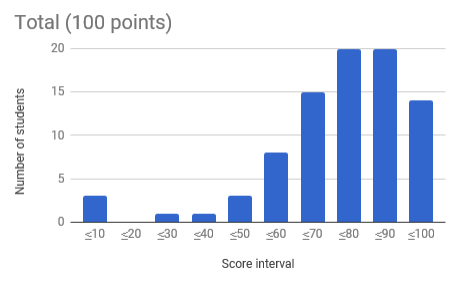 Total (100 points)
Number of students
20
15
10
5
0
≤10 ≤20 ≤30 ≤40 ≤50 ≤60 ≤70 ≤80 ≤90 ≤100
Score interval